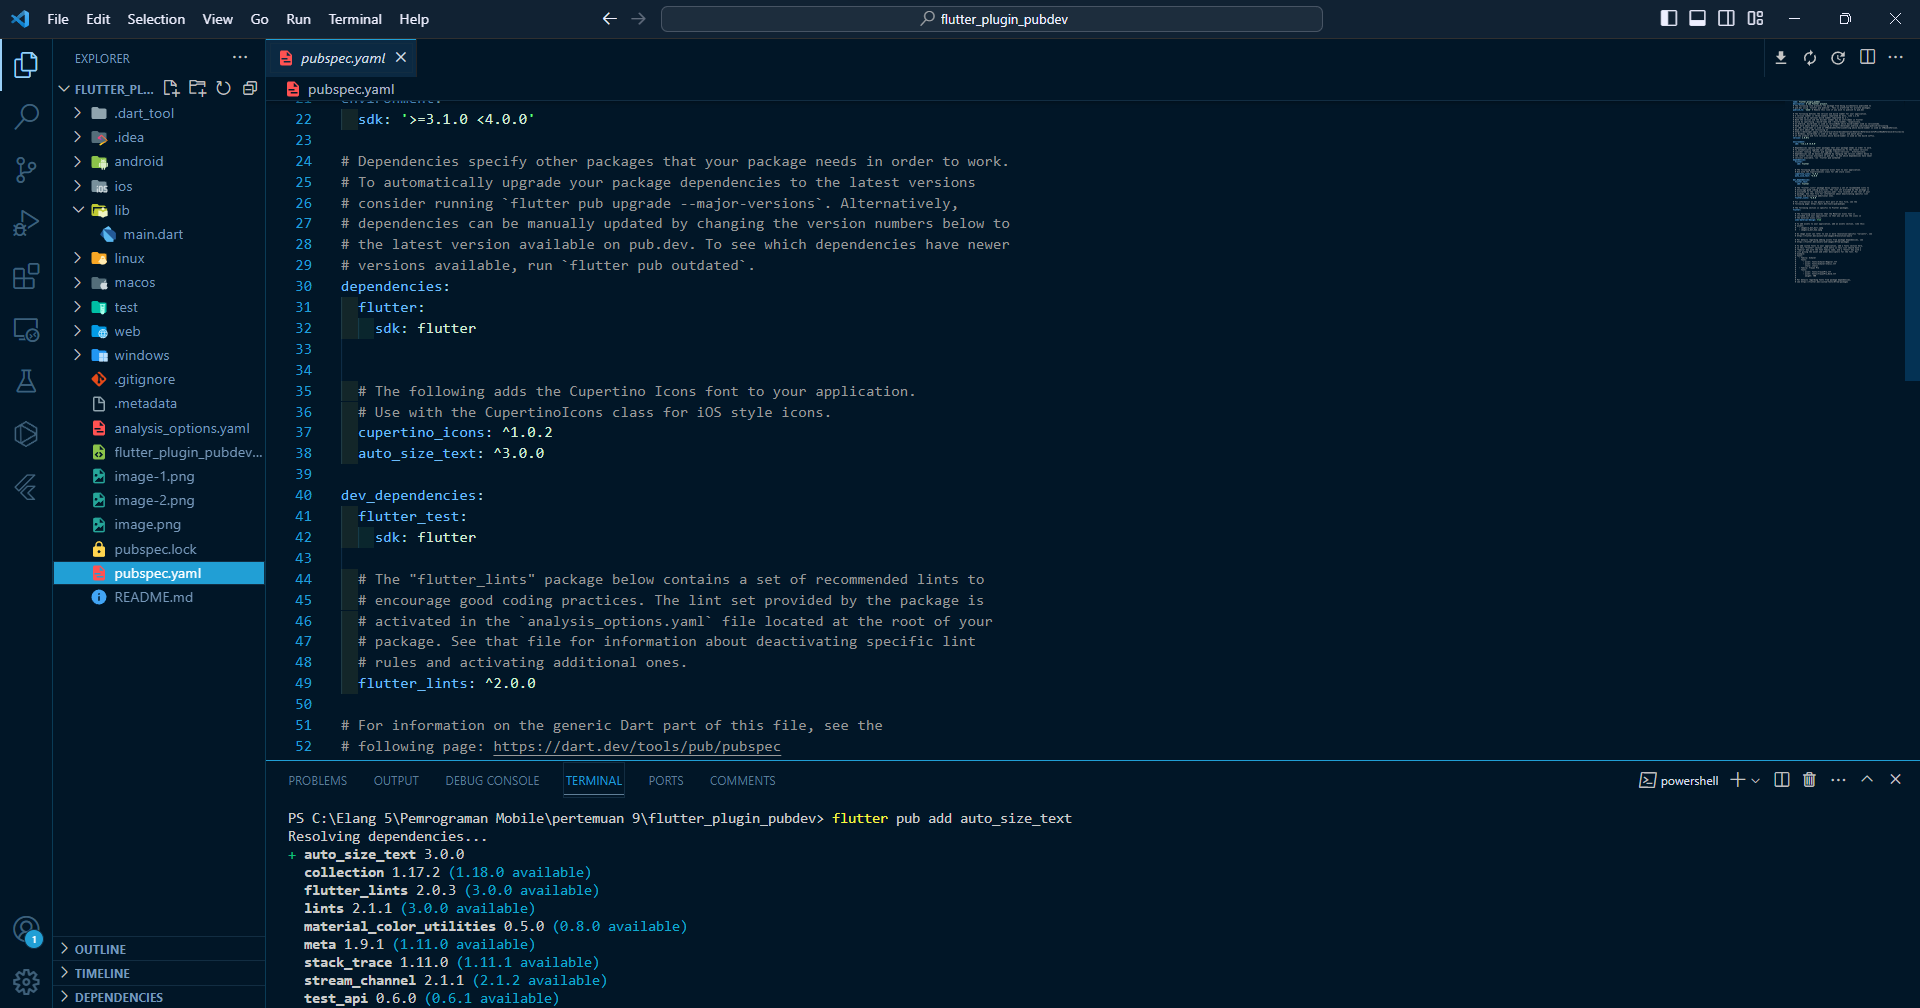 File Edit Selection View Go Run Terminal Help
flutter_plugin_pubdev
EXPLORER
FLUTTER_PL...
.dart_tool
.idea
android
ios
lib
main.dart
linux
macos
test
web
windows
.gitignore
.metadata
analysis_options.yaml
flutter_plugin_pubdev...
image-1.png
image-2.png
image.png
pubspec.lock
pubspec.yaml
README.md
OUTLINE
TIMELINE
DEPENDENCIES
1
pubspec.yaml
pubspec.yaml
21 environment:
22 sdk: '>=3.1.0 <4.0.0'
23
24 # Dependencies specify other packages that your package needs in order to work.
25 # To automatically upgrade your package dependencies to the latest versions
26 # consider running `flutter pub upgrade --major-versions`. Alternatively,
27 # dependencies can be manually updated by changing the version numbers below to
28 # the latest version available on pub.dev. To see which dependencies have newer
29 # versions available, run `flutter pub outdated`.
30 dependencies:
31 flutter:
32 sdk: flutter
33
34
35 # The following adds the Cupertino Icons font to your application.
36 # Use with the CupertinoIcons class for iOS style icons.
37 cupertino_icons: ^1.0.2
38 auto_size_text: ^3.0.0
39
40 dev_dependencies:
41 flutter_test:
42 sdk: flutter
43
44 # The "flutter_lints" package below contains a set of recommended lints to
45 # encourage good coding practices. The lint set provided by the package is
46 # activated in the `analysis_options.yaml` file located at the root of your
47 # package. See that file for information about deactivating specific lint
48 # rules and activating additional ones.
49 flutter_lints: ^2.0.0
50
51 # For information on the generic Dart part of this file, see the
52 # following page: https://dart.dev/tools/pub/pubspec
PROBLEMS OUTPUT DEBUG CONSOLE TERMINAL PORTS COMMENTS
powershell
PS C:\Elang 5\Pemrograman Mobile\pertemuan 9\flutter_plugin_pubdev> flutter pub add auto_size_text
Resolving dependencies...
+ auto_size_text 3.0.0
collection 1.17.2 (1.18.0 available)
flutter_lints 2.0.3 (3.0.0 available)
lints 2.1.1 (3.0.0 available)
material_color_utilities 0.5.0 (0.8.0 available)
meta 1.9.1 (1.11.0 available)
stack_trace 1.11.0 (1.11.1 available)
stream_channel 2.1.1 (2.1.2 available)
test_api 0.6.0 (0.6.1 available)